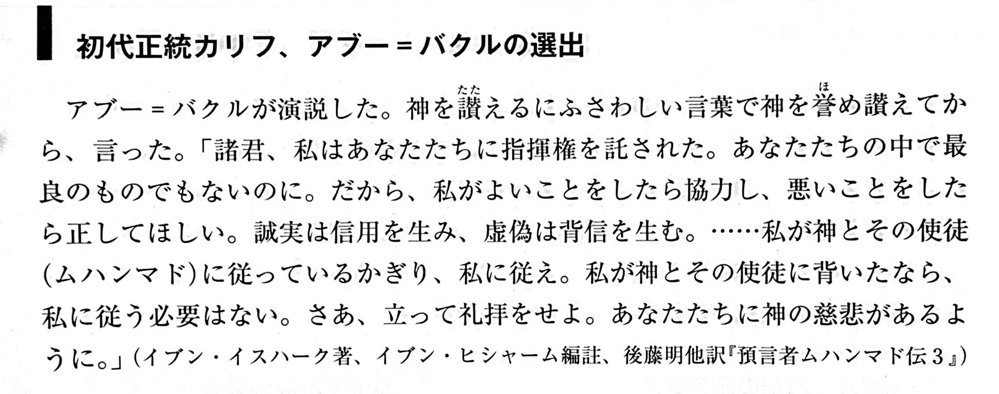 初代正統カリフ、アブー＝バクルの選出
アブー＝バクルが演説した。神を讃えるにふさわしい言葉で神を誉め讃えてか
ら、言った。「諸君、私はあなたたちに指揮権を託された。あなたたちの中で最
良のものでもないのに。だから、私がよいことをしたら協力し、悪いことをした
ら正してほしい。誠実は信用を生み、虚偽は背信を生む。……私が神とその使徒
（ムハンマド）に従っているかぎり、私に従え。私が神とその使徒に背いたなら、
私に従う必要はない。さあ、立って礼拝をせよ。あなたたちに神の慈悲があるよ
うに。」（イブン・イスハーク著、イブン・ヒシャーム編註、後藤明他訳『預言者ムハンマド伝３』）